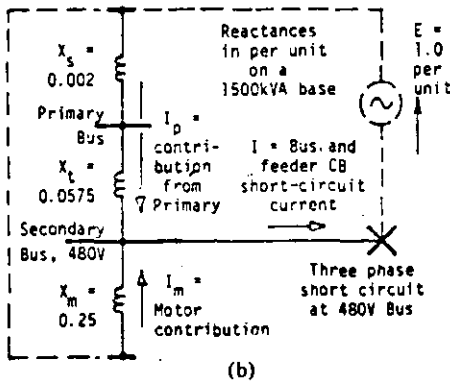 X_s =
0.002
Primary
Bus
X_t =
0.0575
Secondary
Bus, 480V
X_m =
0.25
I_p =
contri-
bution
from
Primary
I_m =
Motor
contribution
Reactances
in per unit
on a
1500kVA base
I = Bus and
feeder CB
short-circuit
current
E =
1.0
per
unit
Three phase
short circuit
at 480V Bus
(b)